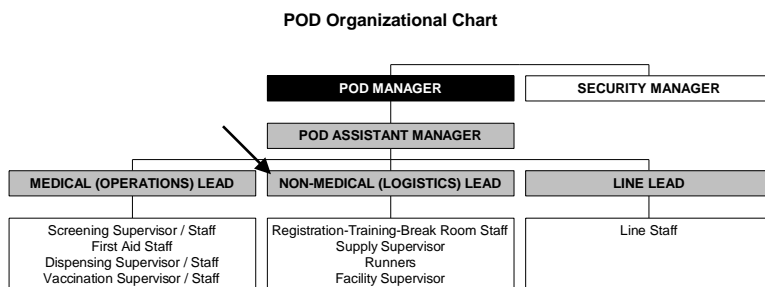 POD Organizational Chart
POD MANAGER
SECURITY MANAGER
POD ASSISTANT MANAGER
MEDICAL (OPERATIONS) LEAD
NON-MEDICAL (LOGISTICS) LEAD
LINE LEAD
Screening Supervisor / Staff
First Aid Staff
Dispensing Supervisor / Staff
Vaccination Supervisor / Staff
Registration-Training-Break Room Staff
Supply Supervisor
Runners
Facility Supervisor
Line Staff